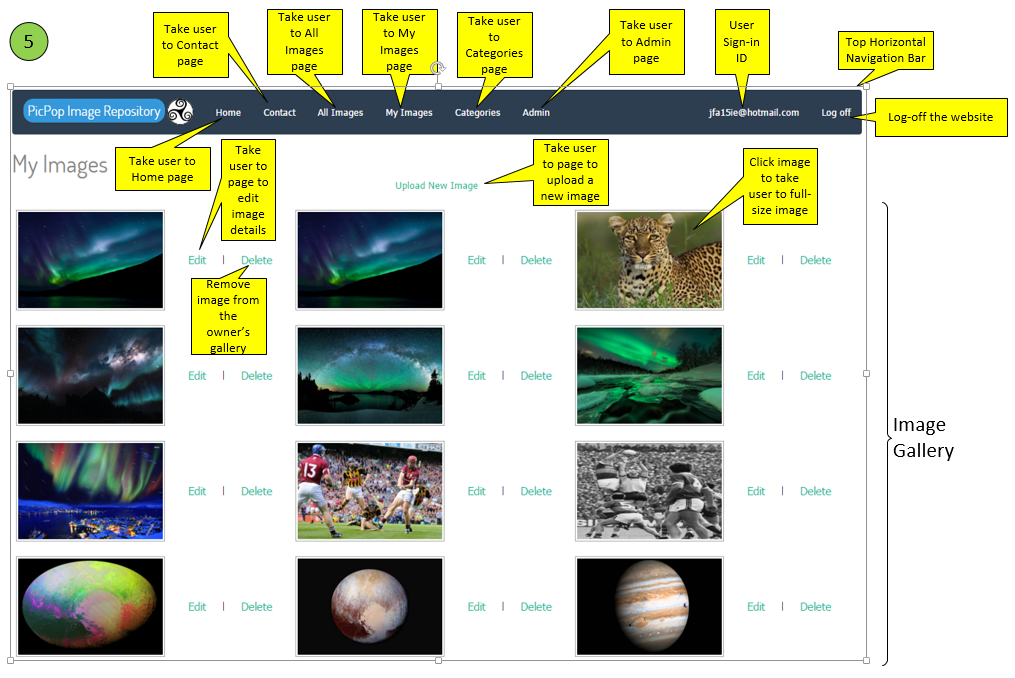 5
Take user
to Contact
page
Take user
to All
Images
page
Take user
to My
Images
page
Take user
to
Categories
page
Take user
to Admin
page
User
Sign-in
ID
Top Horizontal
Navigation Bar
PicPop Image Repository
Home
Contact
All Images
My Images
Categories
Admin
jfa15ie@hotmail.com
Log off
Log-off the website
My Images
Take user to
Home page
Take
user to
page to
edit
image
details
Upload New Image
Take user
to page to
upload a
new image
Click image
to take
user to full-
size image
Edit | Delete
Edit | Delete
Edit | Delete
Remove
image from
the
owner’s
gallery
Edit | Delete
Edit | Delete
Edit | Delete
Image
Gallery
13
Edit | Delete
Edit | Delete
Edit | Delete
Edit | Delete
Edit | Delete
Edit | Delete